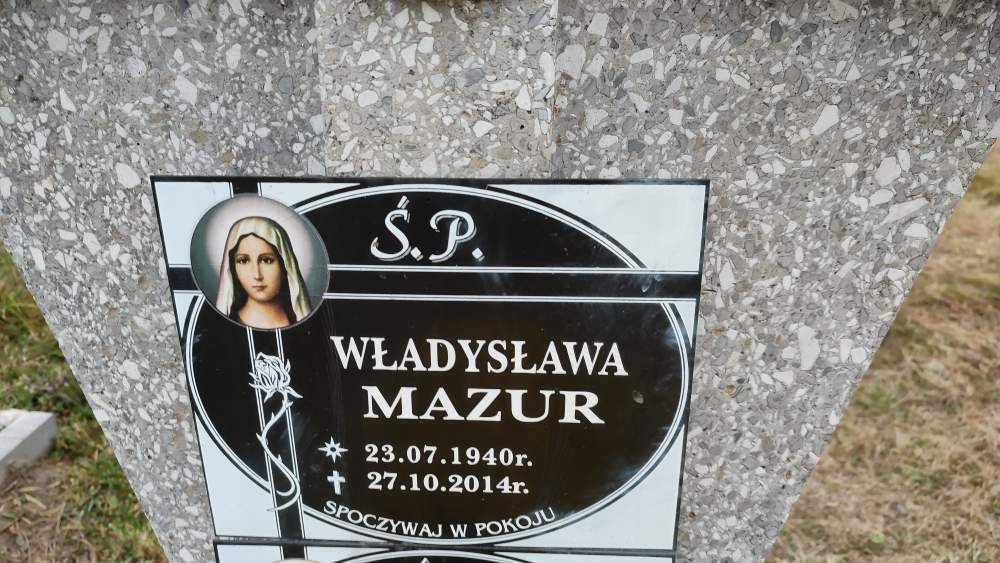 Ś.P.
WŁADYSŁAWA
MAZUR
23.07.1940r.
27.10.2014r.
SPOCZYWAJ W POKOJU